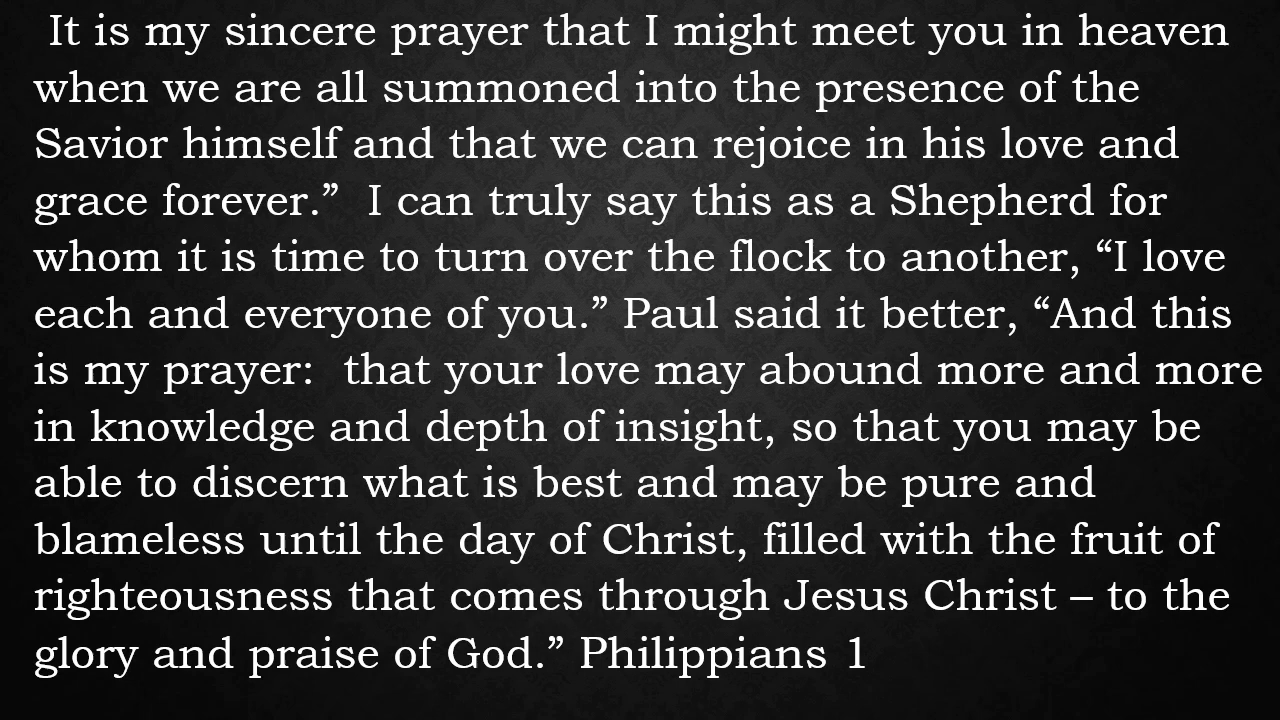 It is my sincere prayer that I might meet you in heaven
when we are all summoned into the presence of the
Savior himself and that we can rejoice in his love and
grace forever.”  I can truly say this as a Shepherd for
whom it is time to turn over the flock to another, “I love
each and everyone of you.” Paul said it better, “And this
is my prayer:  that your love may abound more and more
in knowledge and depth of insight, so that you may be
able to discern what is best and may be pure and
blameless until the day of Christ, filled with the fruit of
righteousness that comes through Jesus Christ – to the
glory and praise of God.” Philippians 1